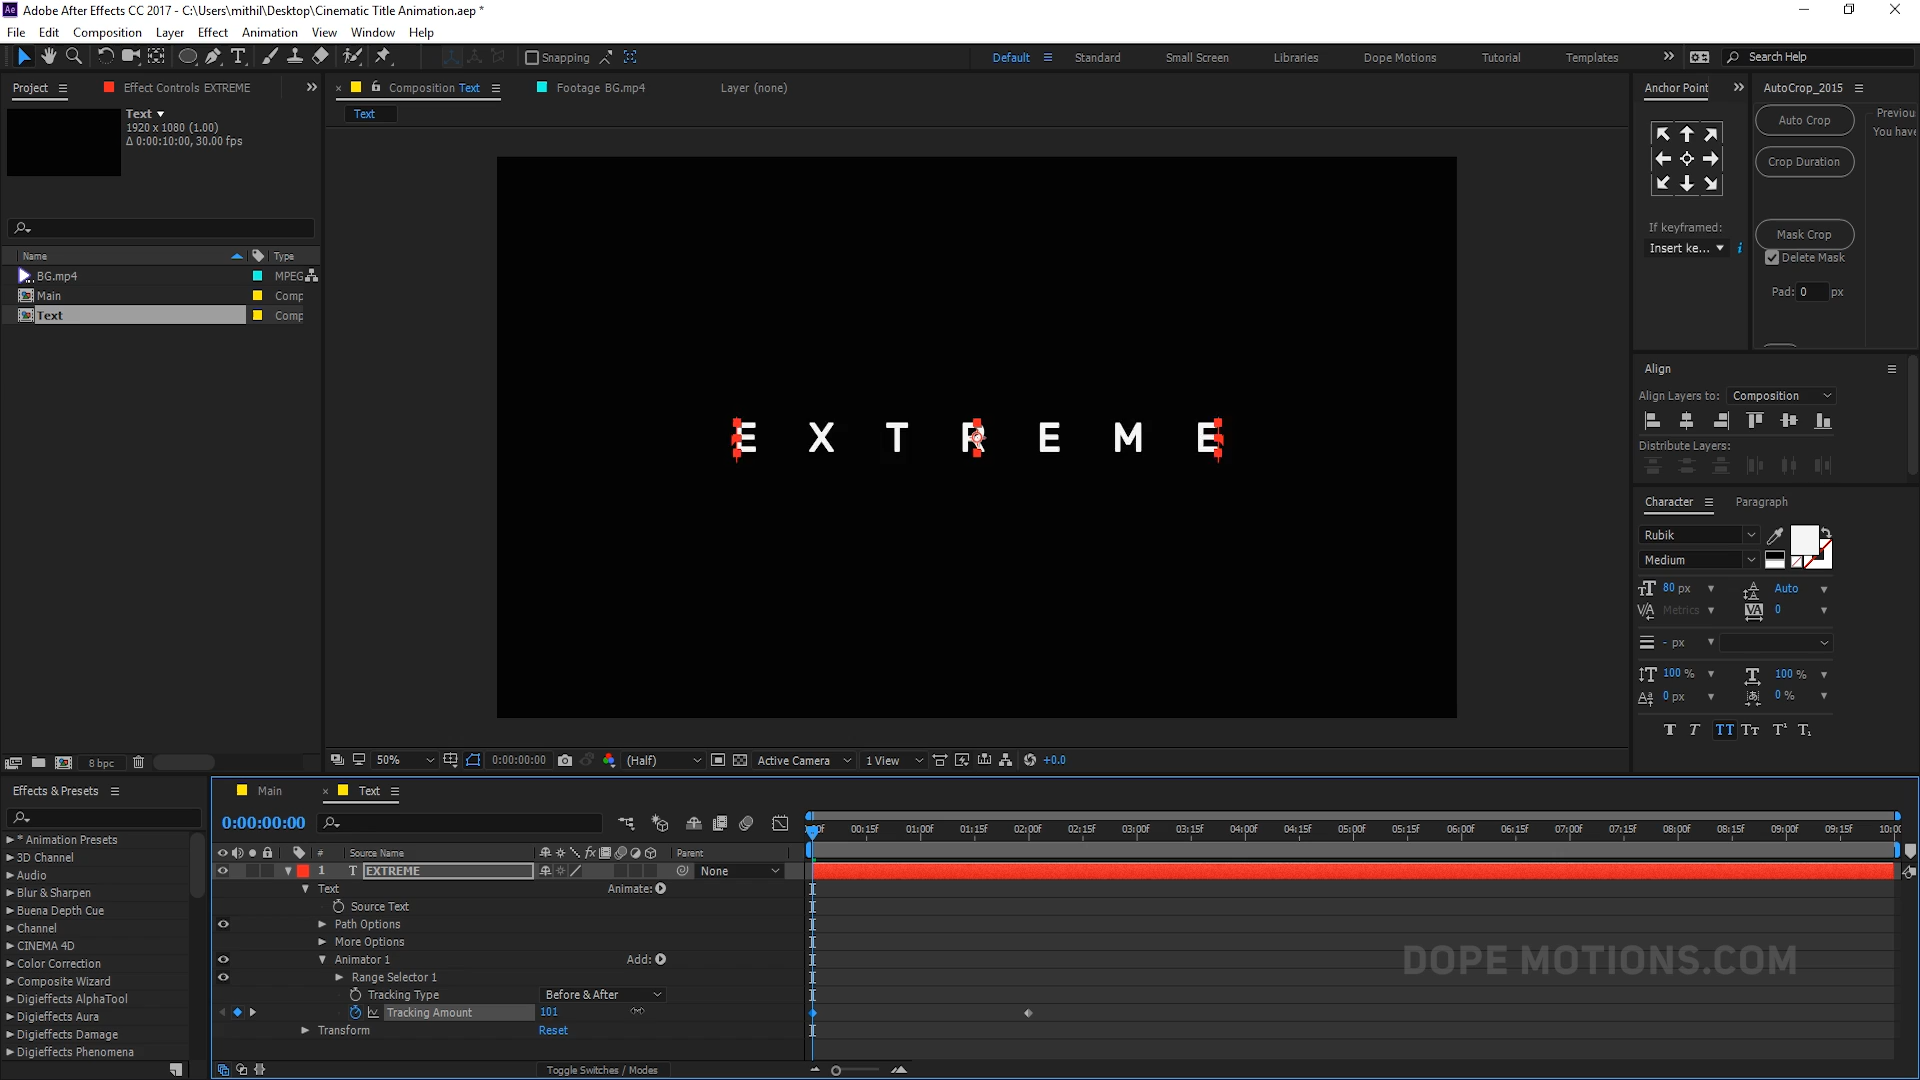 Adobe After Effects CC 2017 - C:\Users\mithil\Desktop\Cinematic Title Animation.aep *
File Edit Composition Layer Effect Animation View Window Help
Snapping Default Standard Small Screen Libraries Dope Motions Tutorial Templates Search Help
Project Effect Controls EXTREME Composition Text Footage BG.mp4 Layer (none) Anchor Point AutoCrop_2015
Text
Text
1920 x 1080 (1.00)
Δ 0:00:10:00, 30.00 fps
Auto Crop
Previou
You have
Crop Duration
If keyframed:
Insert ke...
Mask Crop
Delete Mask
Pad: 0 px
Name Type
BG.mp4 MPEG
Main Comp
Text Comp
EXTREME
Align
Align Layers to: Composition
Distribute Layers:
Character Paragraph
Rubik
Medium
80 px Auto
Metrics 0
- px
100 % 100 %
0 px 0 %
T T TT Tt T¹ T₁
8 bpc 50% 0:00:00:00 (Half) Active Camera 1 View +0.0
Effects & Presets
* Animation Presets
3D Channel
Audio
Blur & Sharpen
Buena Depth Cue
Channel
CINEMA 4D
Color Correction
Composite Wizard
Digieffects AlphaTool
Digieffects Aura
Digieffects Damage
Digieffects Phenomena
Main Text
0:00:00:00
00:15f 01:00f 01:15f 02:00f 02:15f 03:00f 03:15f 04:00f 04:15f 05:00f 05:15f 06:00f 06:15f 07:00f 07:15f 08:00f 08:15f 09:00f 09:15f 10:00
# Source Name fx Parent
1 T EXTREME None
Text Animate:
Source Text
Path Options
More Options
Animator 1 Add:
Range Selector 1
Tracking Type Before & After
Tracking Amount 101
Transform Reset
Toggle Switches / Modes
DOPE MOTIONS.COM